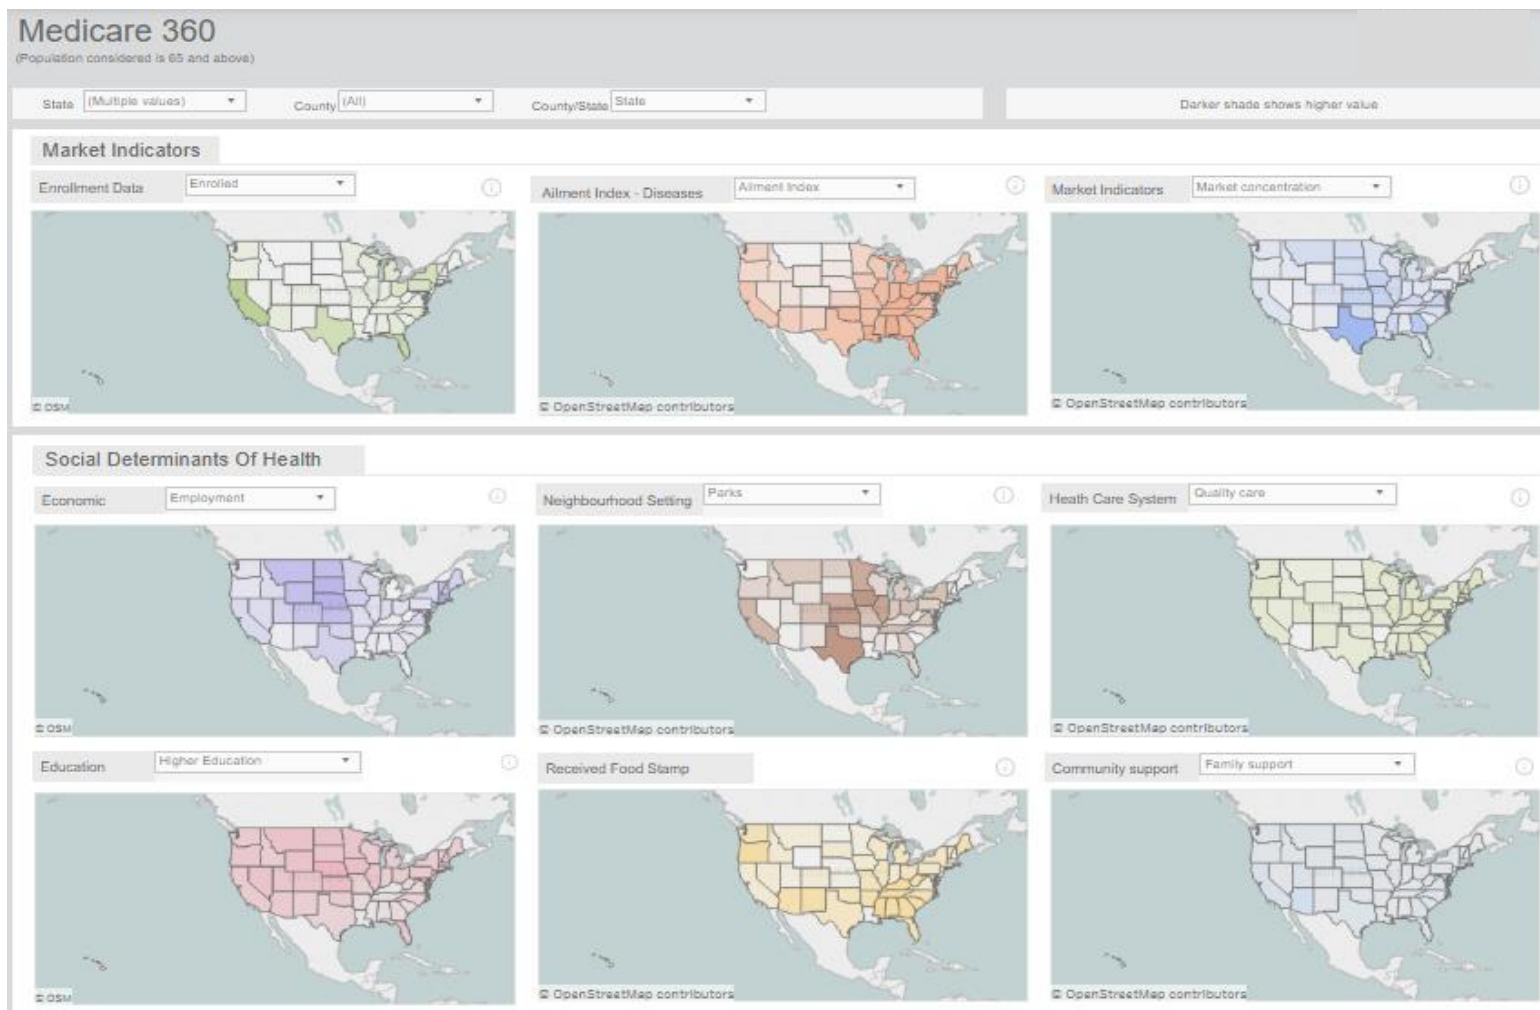 Medicare 360
(Population considered is 65 and above)
State (Multiple values) County (All) County/State State Darker shade shows higher value
Market Indicators
Enrollment Data Enrolled Ailment Index - Diseases Ailment Index Market Indicators Market concentration
© OSM © OpenStreetMap contributors © OpenStreetMap contributors
Social Determinants Of Health
Economic Employment Neighbourhood Setting Parks Heath Care System Quality care
© OSM © OpenStreetMap contributors © OpenStreetMap contributors
Education Higher Education Received Food Stamp Community support Family support
© OSM © OpenStreetMap contributors © OpenStreetMap contributors